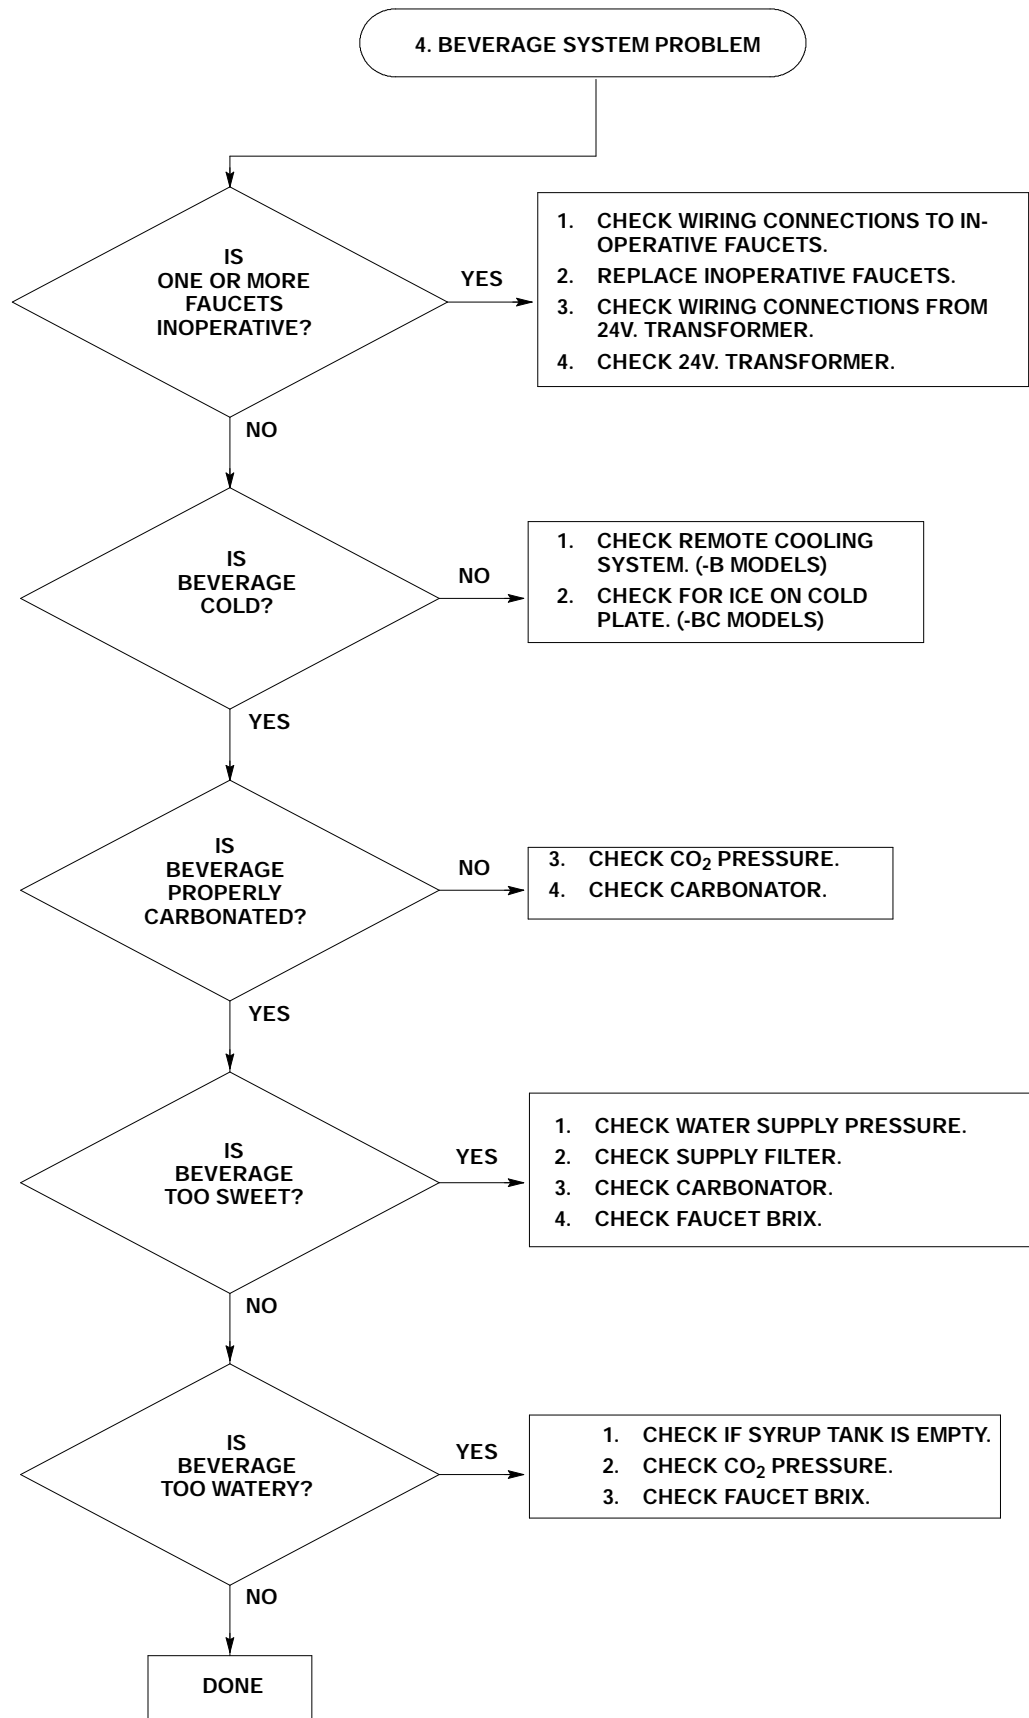 4. BEVERAGE SYSTEM PROBLEM
IS
ONE OR MORE
FAUCETS
INOPERATIVE?
YES
1. CHECK WIRING CONNECTIONS TO IN-
OPERATIVE FAUCETS.
2. REPLACE INOPERATIVE FAUCETS.
3. CHECK WIRING CONNECTIONS FROM
24V. TRANSFORMER.
4. CHECK 24V. TRANSFORMER.
NO
IS
BEVERAGE
COLD?
NO
1. CHECK REMOTE COOLING
SYSTEM. (-B MODELS)
2. CHECK FOR ICE ON COLD
PLATE. (-BC MODELS)
YES
IS
BEVERAGE
PROPERLY
CARBONATED?
NO
3. CHECK CO₂ PRESSURE.
4. CHECK CARBONATOR.
YES
IS
BEVERAGE
TOO SWEET?
YES
1. CHECK WATER SUPPLY PRESSURE.
2. CHECK SUPPLY FILTER.
3. CHECK CARBONATOR.
4. CHECK FAUCET BRIX.
NO
IS
BEVERAGE
TOO WATERY?
YES
1. CHECK IF SYRUP TANK IS EMPTY.
2. CHECK CO₂ PRESSURE.
3. CHECK FAUCET BRIX.
NO
DONE